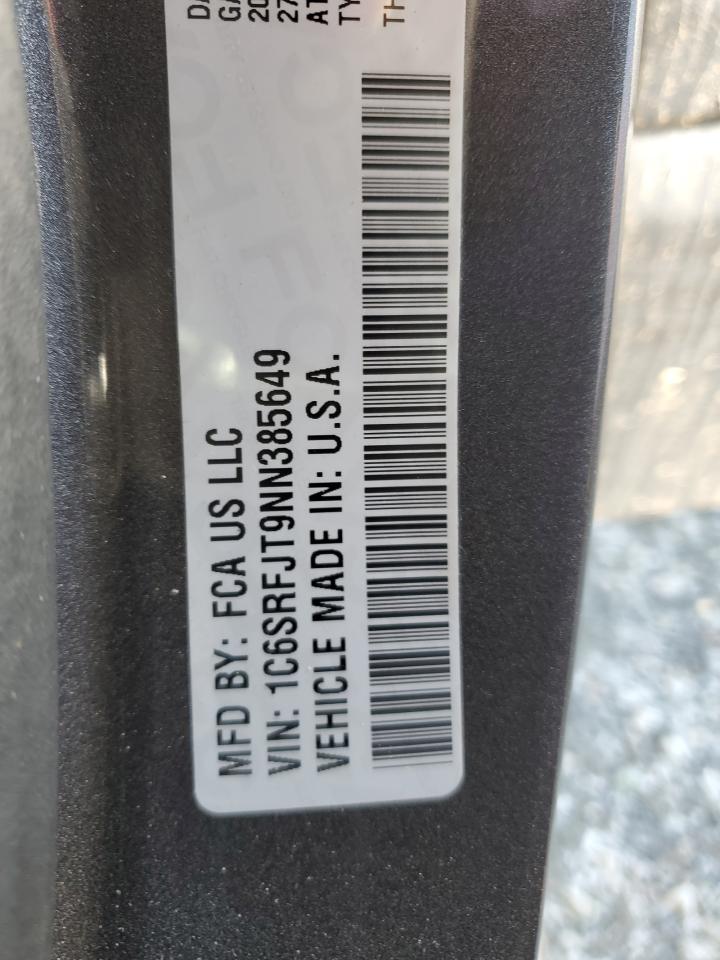 MFD BY: FCA US LLC
VIN: 1C6SRFJT9NN385649
VEHICLE MADE IN: U.S.A.